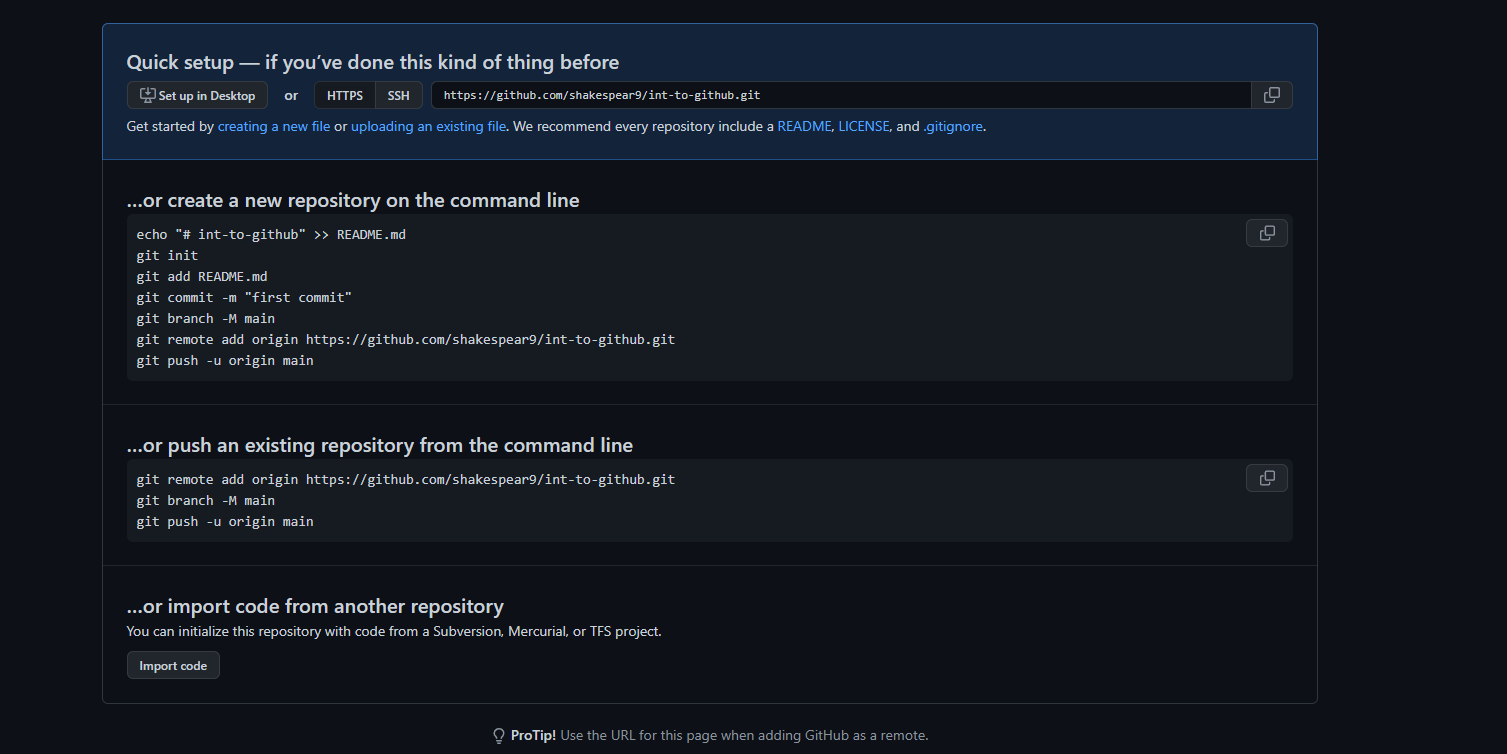 Quick setup — if you’ve done this kind of thing before
Set up in Desktop or HTTPS SSH https://github.com/shakespear9/int-to-github.git
Get started by creating a new file or uploading an existing file. We recommend every repository include a README, LICENSE, and .gitignore.
…or create a new repository on the command line
echo "# int-to-github" >> README.md
git init
git add README.md
git commit -m "first commit"
git branch -M main
git remote add origin https://github.com/shakespear9/int-to-github.git
git push -u origin main
…or push an existing repository from the command line
git remote add origin https://github.com/shakespear9/int-to-github.git
git branch -M main
git push -u origin main
…or import code from another repository
You can initialize this repository with code from a Subversion, Mercurial, or TFS project.
Import code
ProTip! Use the URL for this page when adding GitHub as a remote.